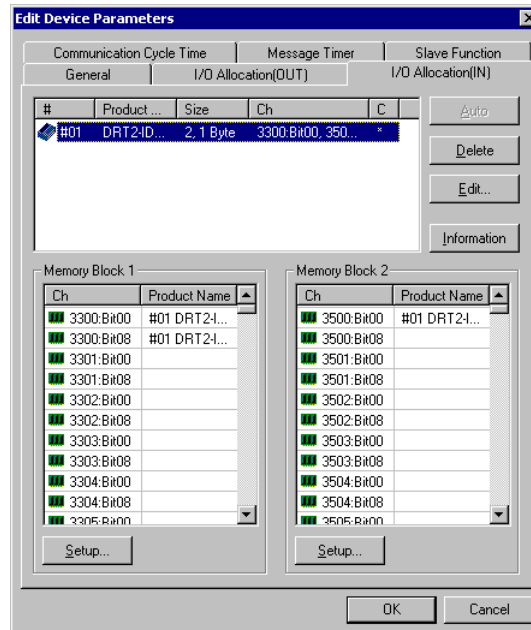 Edit Device Parameters
Communication Cycle Time Message Timer Slave Function
General I/O Allocation(OUT) I/O Allocation(IN)
# Product ... Size Ch C
#01 DRT2-ID... 2, 1 Byte 3300:Bit00, 350... *
Auto
Delete
Edit...
Information
Memory Block 1
Ch Product Name
3300:Bit00 #01 DRT2-I...
3300:Bit08 #01 DRT2-I...
3301:Bit00
3301:Bit08
3302:Bit00
3302:Bit08
3303:Bit00
3303:Bit08
3304:Bit00
3304:Bit08
3305:Bit00
Setup...
Memory Block 2
Ch Product Name
3500:Bit00 #01 DRT2-I...
3500:Bit08
3501:Bit00
3501:Bit08
3502:Bit00
3502:Bit08
3503:Bit00
3503:Bit08
3504:Bit00
3504:Bit08
3505:Bit00
Setup...
OK Cancel